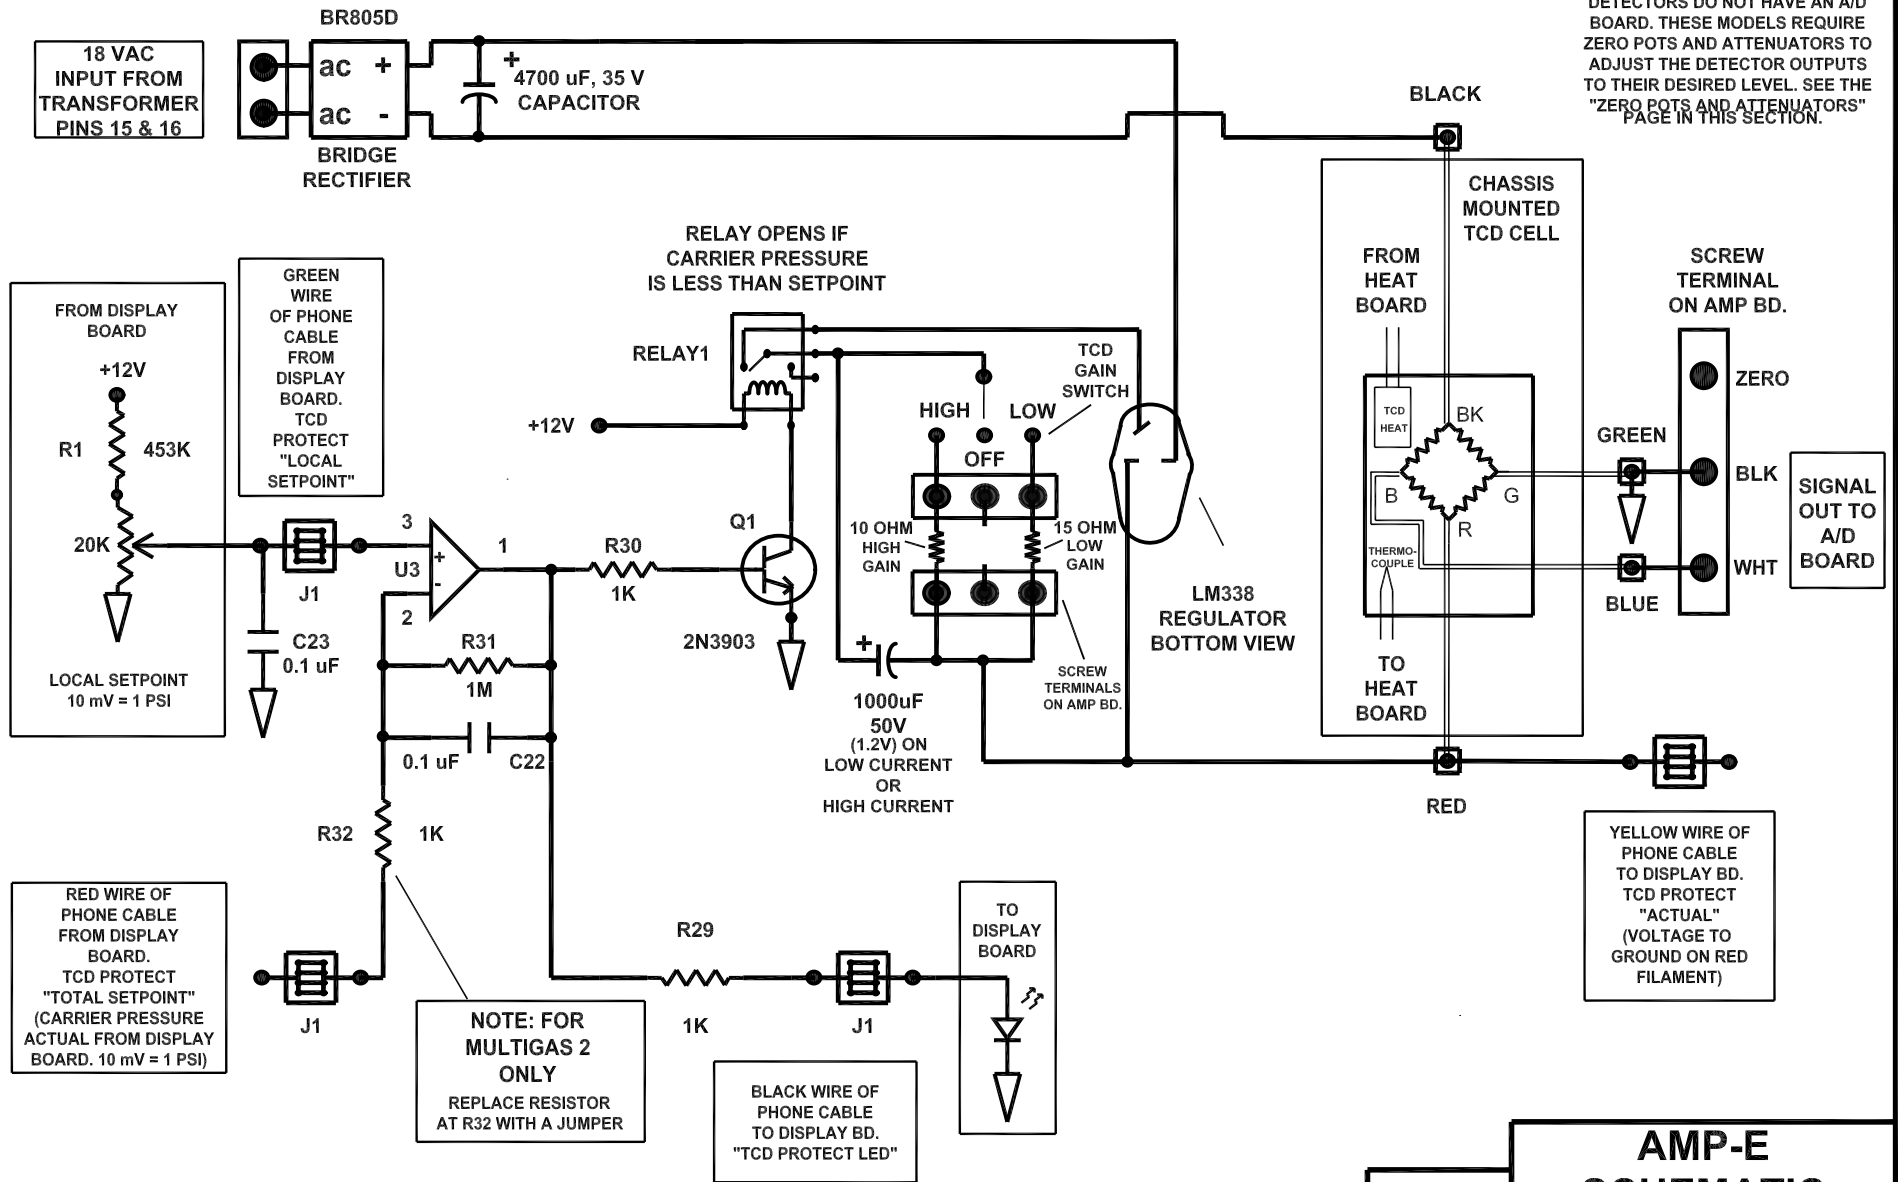 BR805D
18 VAC
INPUT FROM
TRANSFORMER
PINS 15 & 16
ac +
ac -
+
4700 uF, 35 V
CAPACITOR
BRIDGE
RECTIFIER
DETECTORS DO NOT HAVE AN A/D
BOARD. THESE MODELS REQUIRE
ZERO POTS AND ATTENUATORS TO
ADJUST THE DETECTOR OUTPUTS
TO THEIR DESIRED LEVEL. SEE THE
"ZERO POTS AND ATTENUATORS"
PAGE IN THIS SECTION.
BLACK
CHASSIS
MOUNTED
TCD CELL
FROM
HEAT
BOARD
SCREW
TERMINAL
ON AMP BD.
RELAY OPENS IF
CARRIER PRESSURE
IS LESS THAN SETPOINT
RELAY1
+12V
FROM DISPLAY
BOARD
+12V
R1
453K
20K
LOCAL SETPOINT
10 mV = 1 PSI
GREEN
WIRE
OF PHONE
CABLE
FROM
DISPLAY
BOARD.
TCD
PROTECT
"LOCAL
SETPOINT"
J1
C23
0.1 uF
3
+
U3
-
2
1
R30
1K
Q1
2N3903
R31
1M
0.1 uF
C22
R32
1K
TCD
GAIN
SWITCH
HIGH
LOW
OFF
10 OHM
HIGH
GAIN
15 OHM
LOW
GAIN
+
1000uF
50V
(1.2V) ON
LOW CURRENT
OR
HIGH CURRENT
SCREW
TERMINALS
ON AMP BD.
LM338
REGULATOR
BOTTOM VIEW
TCD
HEAT
BK
B
G
R
THERMO-
COUPLE
TO
HEAT
BOARD
GREEN
BLUE
ZERO
BLK
WHT
SIGNAL
OUT TO
A/D
BOARD
RED
YELLOW WIRE OF
PHONE CABLE
TO DISPLAY BD.
TCD PROTECT
"ACTUAL"
(VOLTAGE TO
GROUND ON RED
FILAMENT)
RED WIRE OF
PHONE CABLE
FROM DISPLAY
BOARD.
TCD PROTECT
"TOTAL SETPOINT"
(CARRIER PRESSURE
ACTUAL FROM DISPLAY
BOARD. 10 mV = 1 PSI)
J1
NOTE: FOR
MULTIGAS 2
ONLY
REPLACE RESISTOR
AT R32 WITH A JUMPER
R29
1K
J1
TO
DISPLAY
BOARD
BLACK WIRE OF
PHONE CABLE
TO DISPLAY BD.
"TCD PROTECT LED"
AMP-E
SCHEMATIC